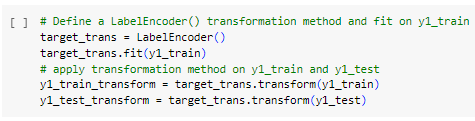 [ ] # Define a LabelEncoder() transformation method and fit on y1_train
target_trans = LabelEncoder()
target_trans.fit(y1_train)
# apply transformation method on y1_train and y1_test
y1_train_transform = target_trans.transform(y1_train)
y1_test_transform = target_trans.transform(y1_test)